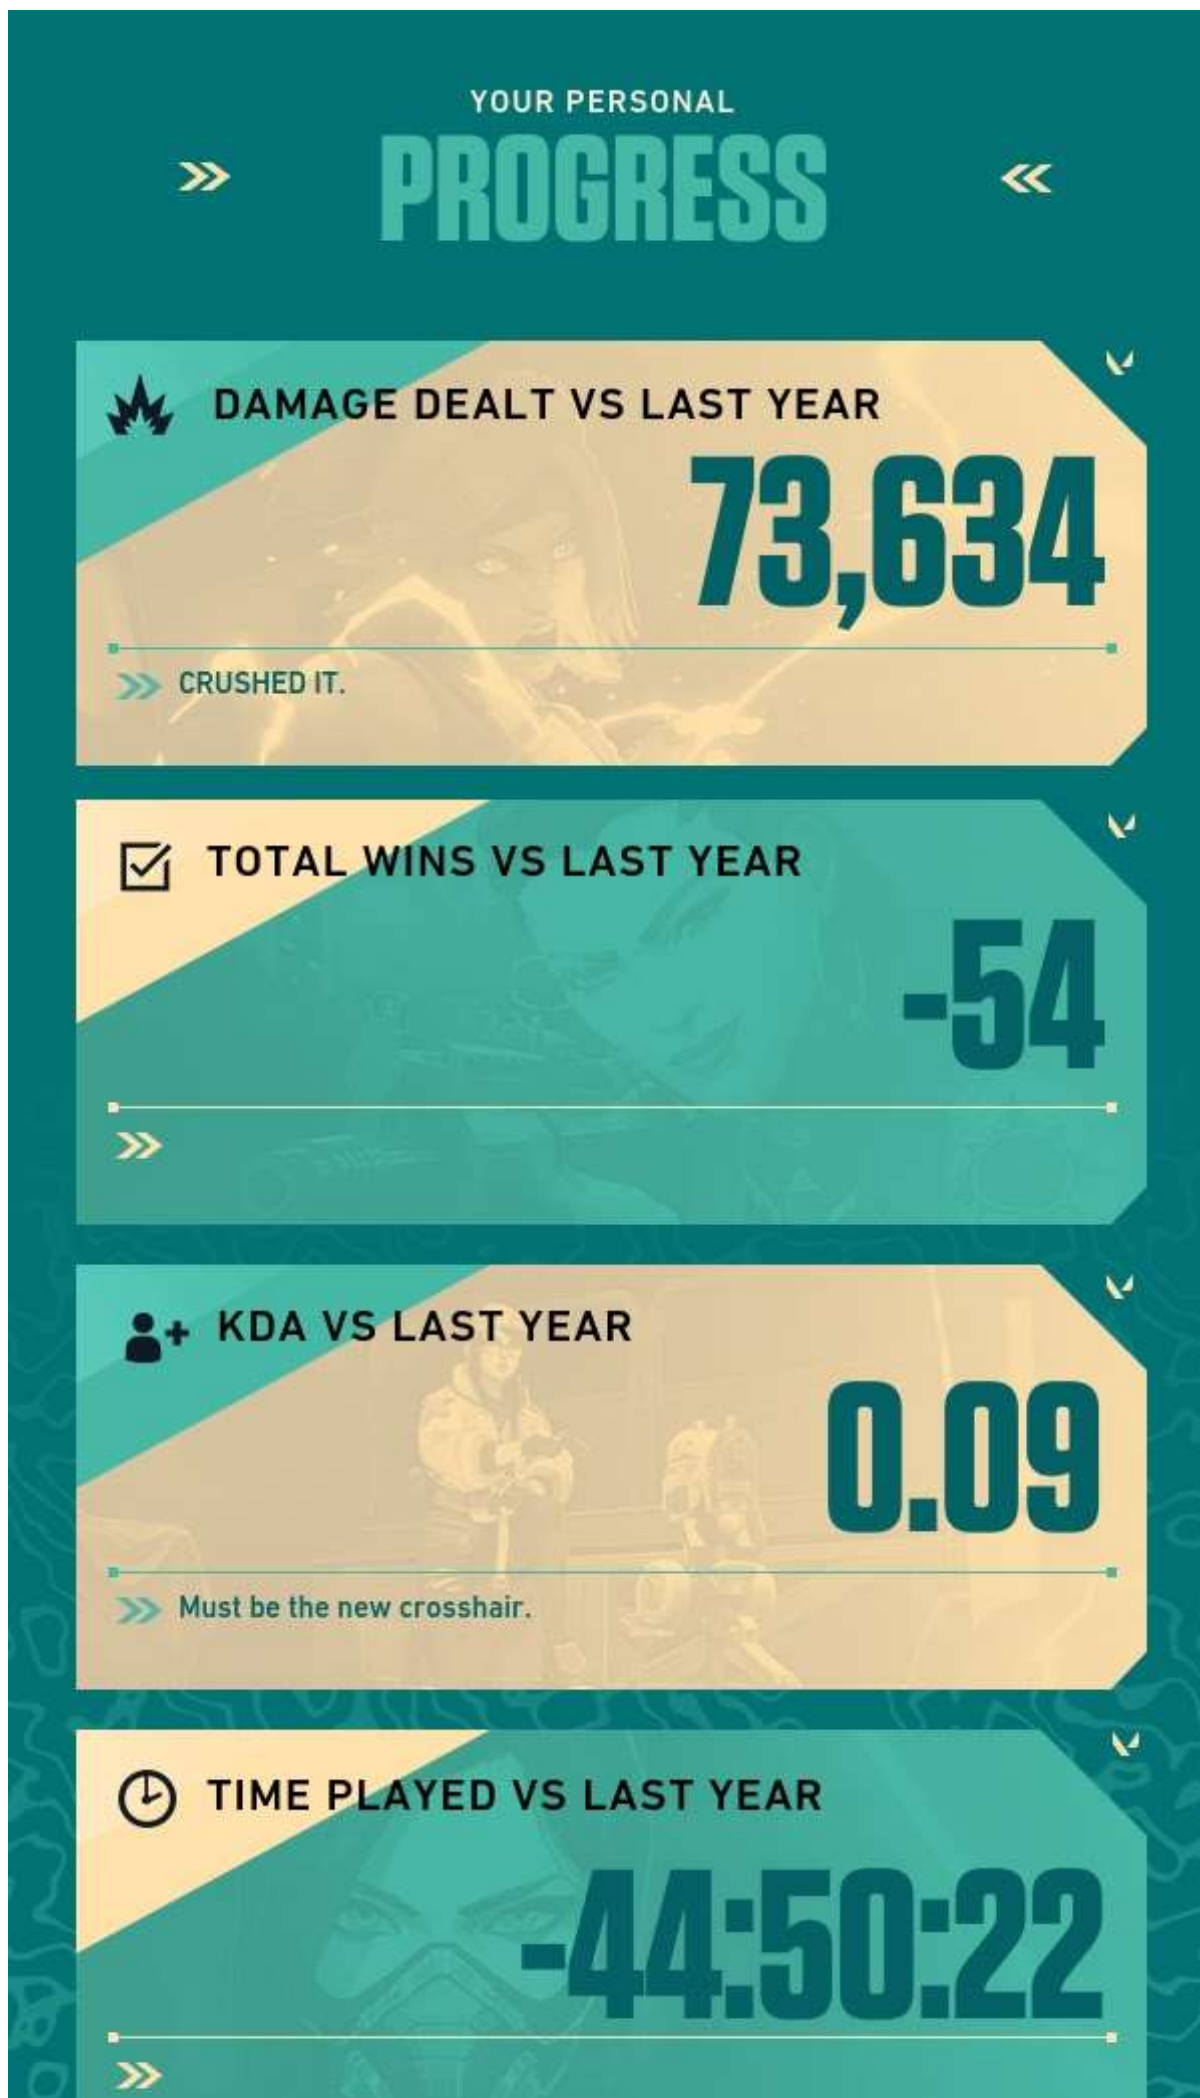 YOUR PERSONAL
PROGRESS
DAMAGE DEALT VS LAST YEAR
73,634
CRUSHED IT.
TOTAL WINS VS LAST YEAR
-54
KDA VS LAST YEAR
0.09
Must be the new crosshair.
TIME PLAYED VS LAST YEAR
-44:50:22